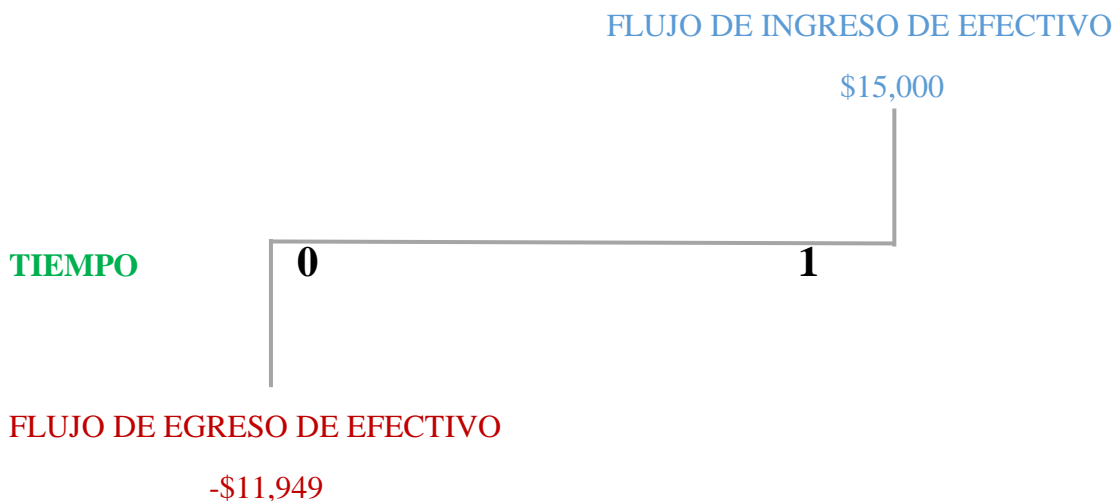 FLUJO DE INGRESO DE EFECTIVO
$15,000
TIEMPO 0 1
FLUJO DE EGRESO DE EFECTIVO
-$11,949